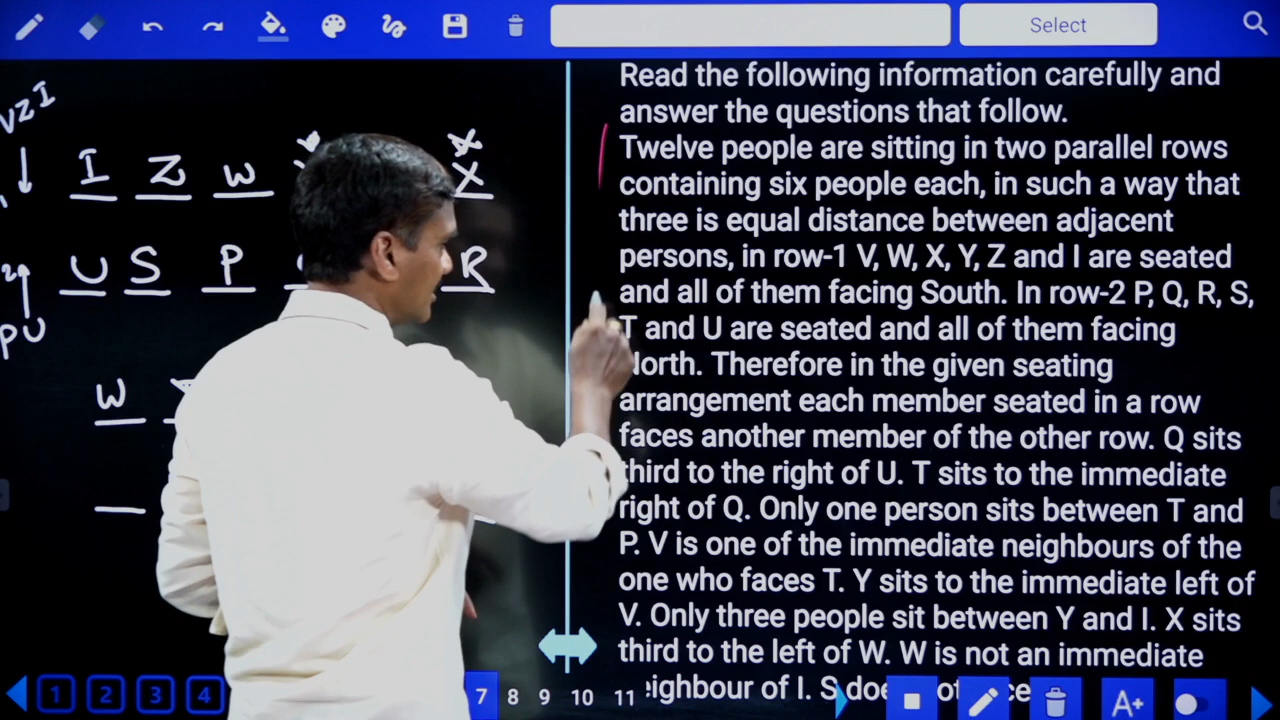 Select
Read the following information carefully and
answer the questions that follow.
Twelve people are sitting in two parallel rows
containing six people each, in such a way that
three is equal distance between adjacent
persons, in row-1 V, W, X, Y, Z and I are seated
and all of them facing South. In row-2 P, Q, R, S,
T and U are seated and all of them facing
North. Therefore in the given seating
arrangement each member seated in a row
faces another member of the other row. Q sits
third to the right of U. T sits to the immediate
right of Q. Only one person sits between T and
P. V is one of the immediate neighbours of the
one who faces T. Y sits to the immediate left of
V. Only three people sit between Y and I. X sits
third to the left of W. W is not an immediate
neighbour of I. S
VZI
I Z W X
U S P R
PU
W
1 2 3 4 7 8 9 10 11
A+